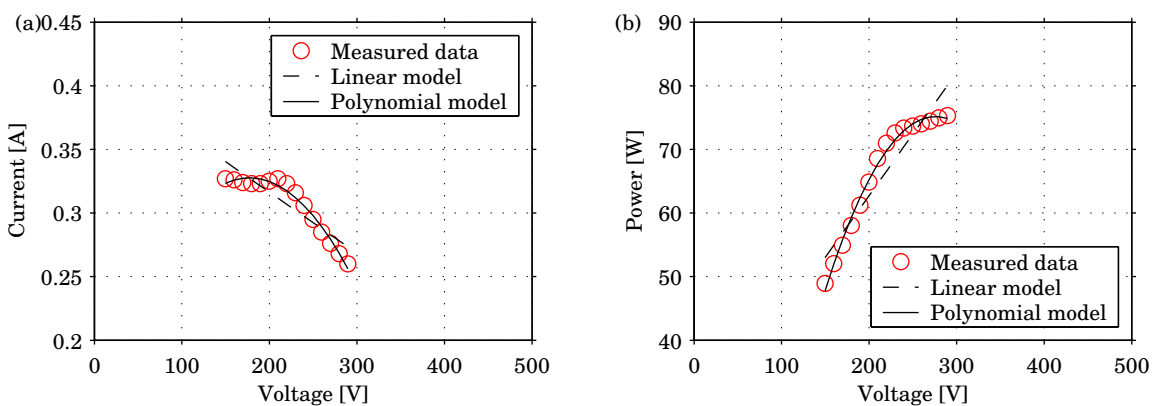 (a)
0.45
0.4
0.35
0.3
0.25
0.2
Current [A]
0 100 200 300 400 500
Voltage [V]
Measured data
Linear model
Polynomial model
(b)
90
80
70
60
50
40
Power [W]
0 100 200 300 400 500
Voltage [V]
Measured data
Linear model
Polynomial model